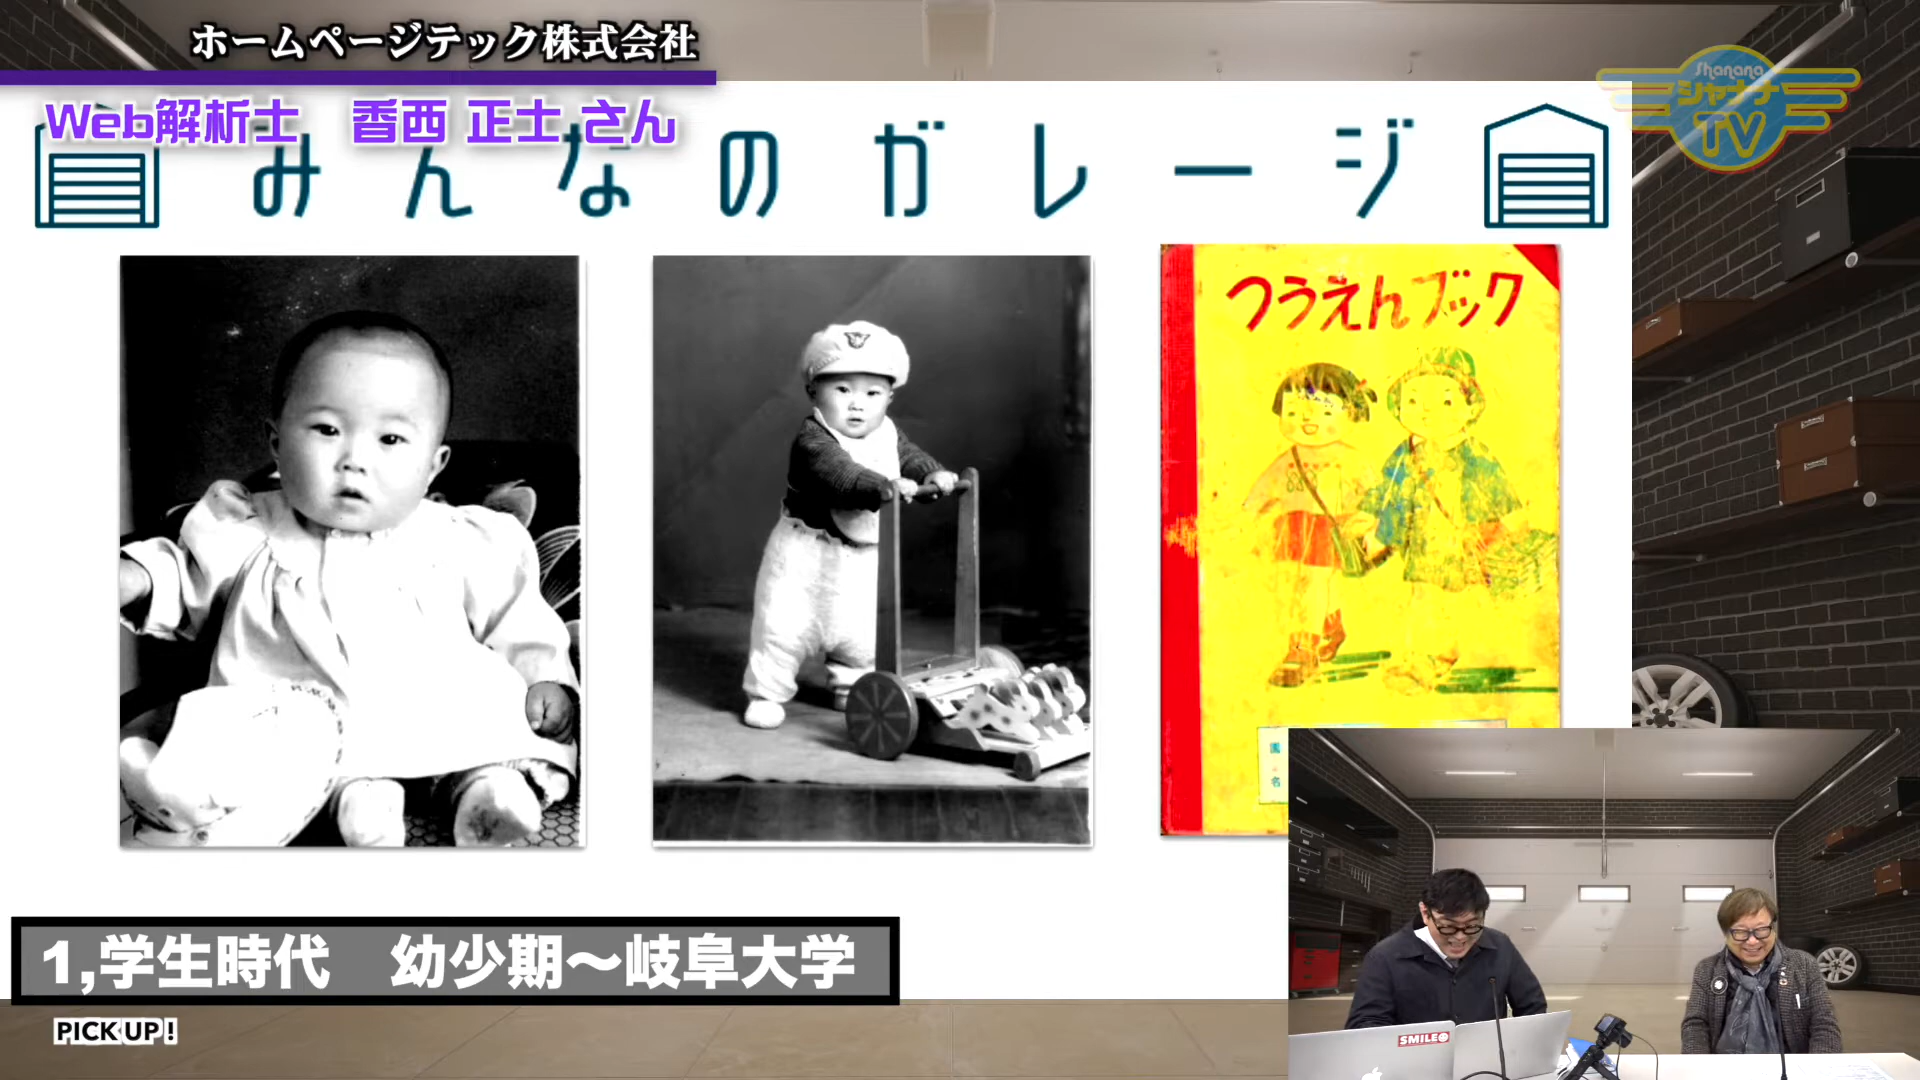 ホームページテック株式会社
Web解析士 香西 正士 さん
Shanana
シャナナ
TV
みんなのガレージ
つうえんブック
園
名
1,学生時代 幼少期〜岐阜大学
PICK UP!
SMILE